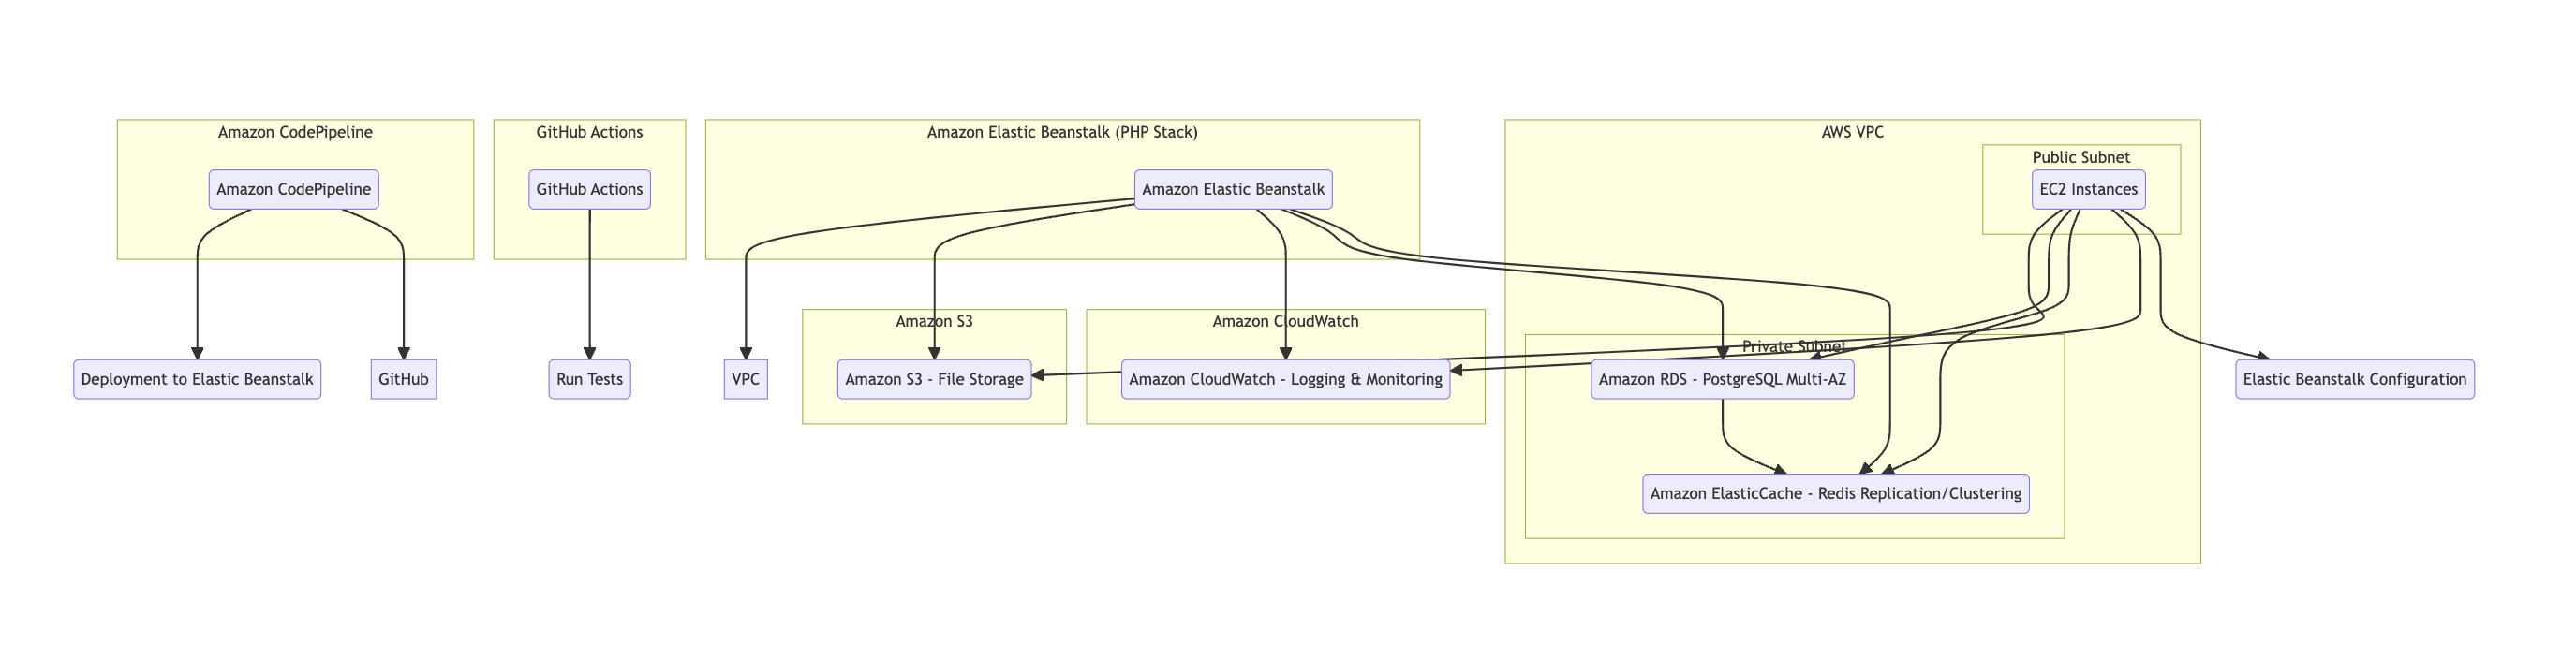 Amazon CodePipeline
GitHub Actions
Amazon Elastic Beanstalk (PHP Stack)
AWS VPC
Public Subnet
Amazon CodePipeline
GitHub Actions
Amazon Elastic Beanstalk
EC2 Instances
Amazon S3
Amazon CloudWatch
Private Subnet
Deployment to Elastic Beanstalk
GitHub
Run Tests
VPC
Amazon S3 - File Storage
Amazon CloudWatch - Logging & Monitoring
Amazon RDS - PostgreSQL Multi-AZ
Elastic Beanstalk Configuration
Amazon ElasticCache - Redis Replication/Clustering